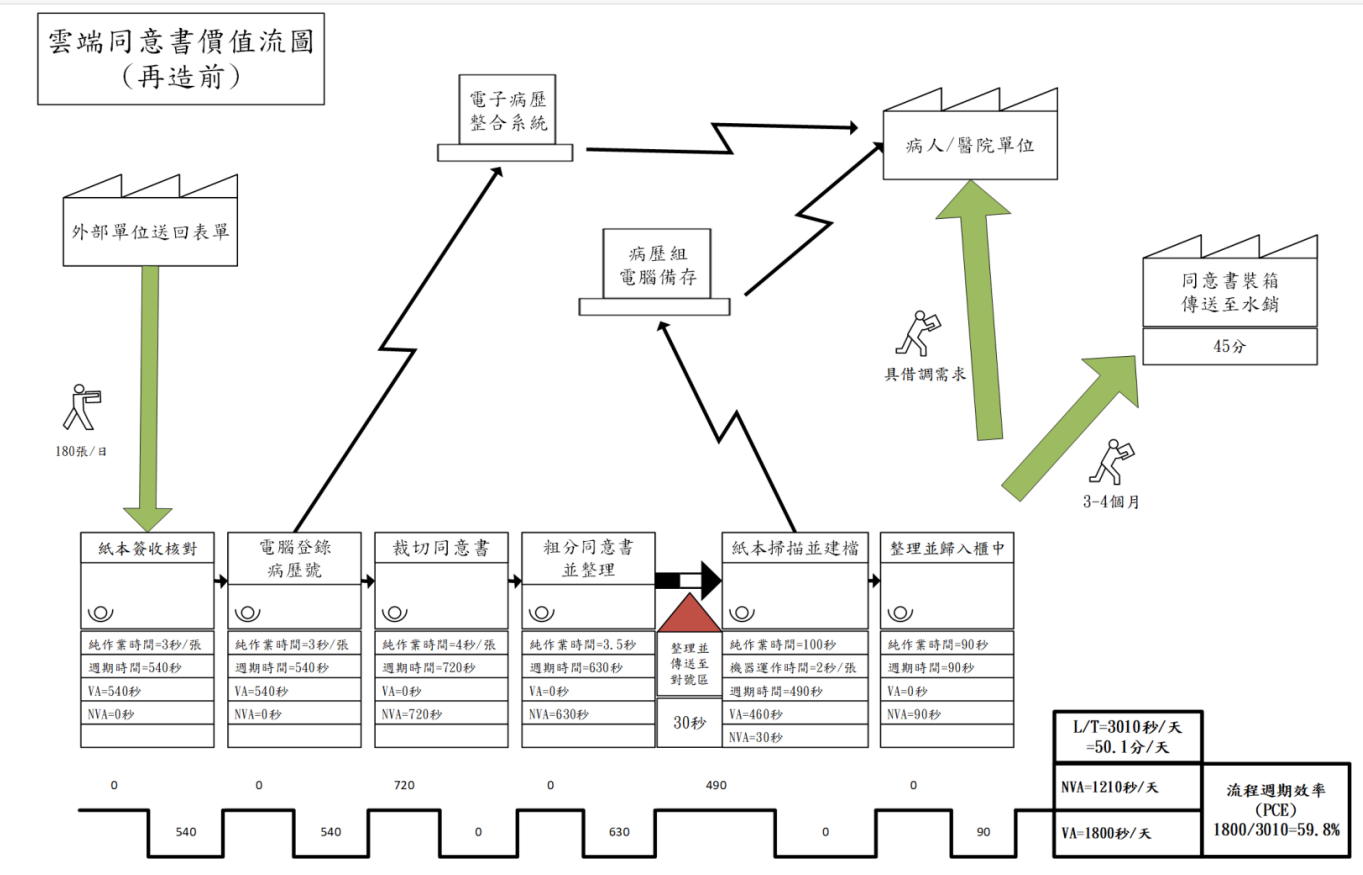 雲端同意書價值流圖
(再造前)
電子病歷
整合系統
病人/醫院單位
外部單位送回表單
病歷組
電腦備存
同意書裝箱
傳送至水銷
45分
具借調需求
180張/日
3-4個月
紙本簽收核對
純作業時間=3秒/張
週期時間=540秒
VA=540秒
NVA=0秒
電腦登錄
病歷號
純作業時間=3秒/張
週期時間=540秒
VA=540秒
NVA=0秒
裁切同意書
純作業時間=4秒/張
週期時間=720秒
VA=0秒
NVA=720秒
粗分同意書
並整理
純作業時間=3.5秒
週期時間=630秒
VA=0秒
NVA=630秒
整理並
傳送至
對號區
30秒
紙本掃描並建檔
純作業時間=100秒
機器運作時間=2秒/張
週期時間=490秒
VA=460秒
NVA=30秒
整理並歸入櫃中
純作業時間=90秒
週期時間=90秒
VA=0秒
NVA=90秒
0
540
0
540
720
0
0
630
490
0
0
90
L/T=3010秒/天
=50.1分/天
NVA=1210秒/天
VA=1800秒/天
流程週期效率
(PCE)
1800/3010=59.8%